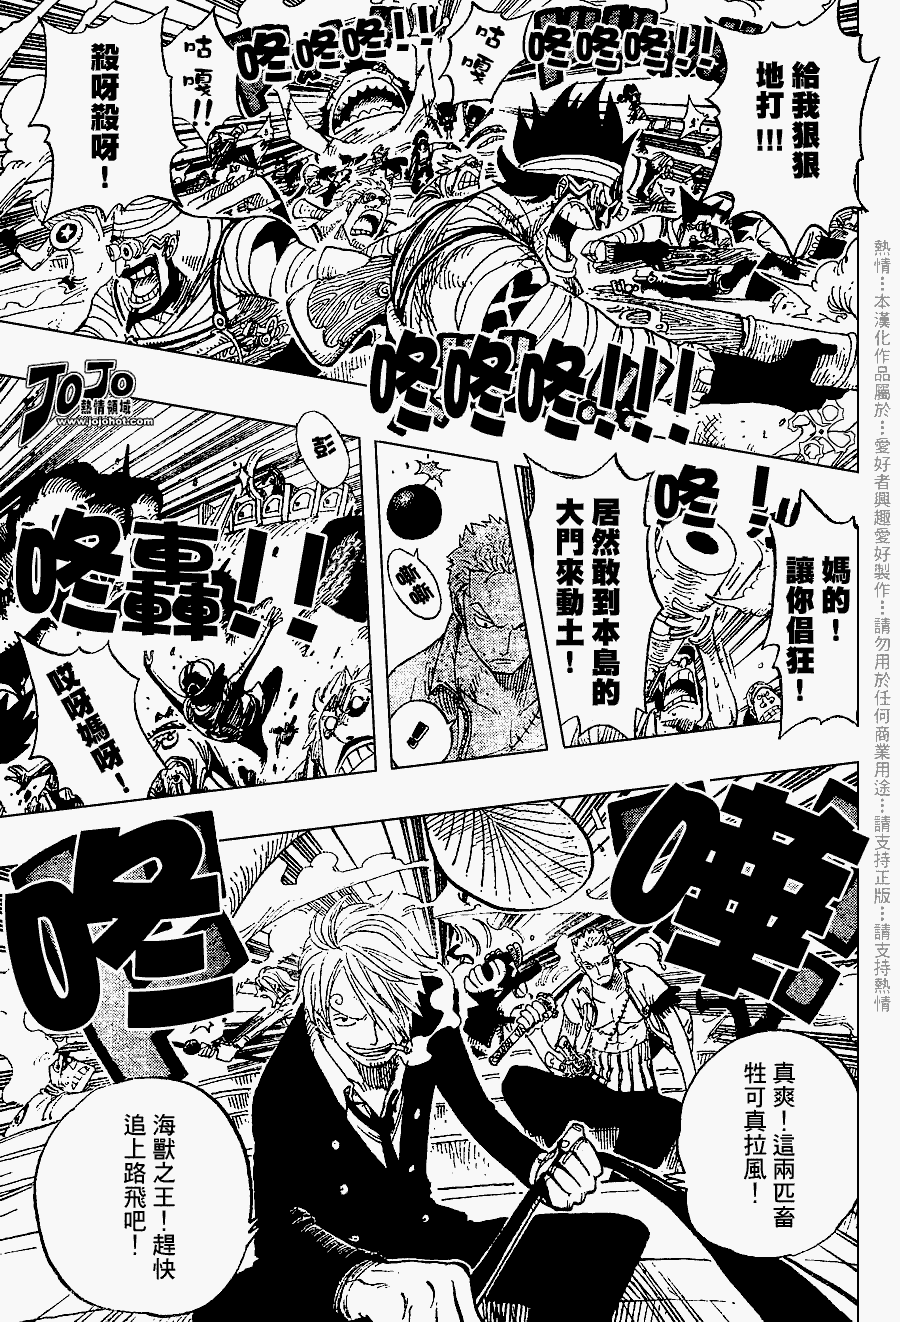 給我狠狠
地打!!!
咚咚咚!!
咕嘎
咚咚咚!!
咕
嘎!!
殺呀殺呀！
咚咚咚!!!
JOJO
熱情領域
www.jojohot.com
媽的！
讓你倡狂！
咚！
居然敢到本島的
大門來動土！
嘶嘶
！
彭
咚轟!!
哎呀媽呀！
嘩
咚
真爽！這兩匹畜
牲可真拉風！
海獸之王！趕快
追上路飛吧！
熱情…本漢化作品屬於…愛好者興趣愛好製作…請勿用於任何商業用途…請支持正版…請支持熱情